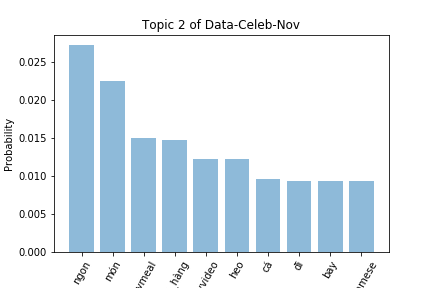 Topic 2 of Data-Celeb-Nov
Probability
0.025
0.020
0.015
0.010
0.005
0.000
ngon
món
heo
cá
đi
bay